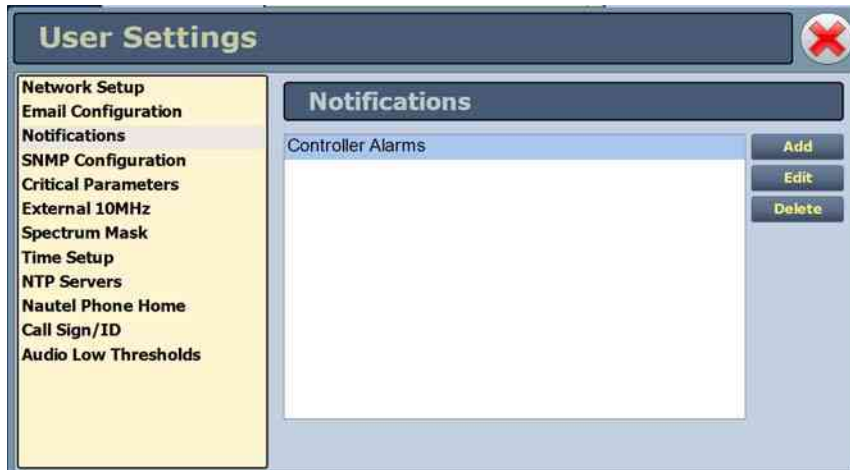 User Settings
Network Setup
Email Configuration
Notifications
SNMP Configuration
Critical Parameters
External 10MHz
Spectrum Mask
Time Setup
NTP Servers
Nautel Phone Home
Call Sign/ID
Audio Low Thresholds
Notifications
Controller Alarms
Add
Edit
Delete